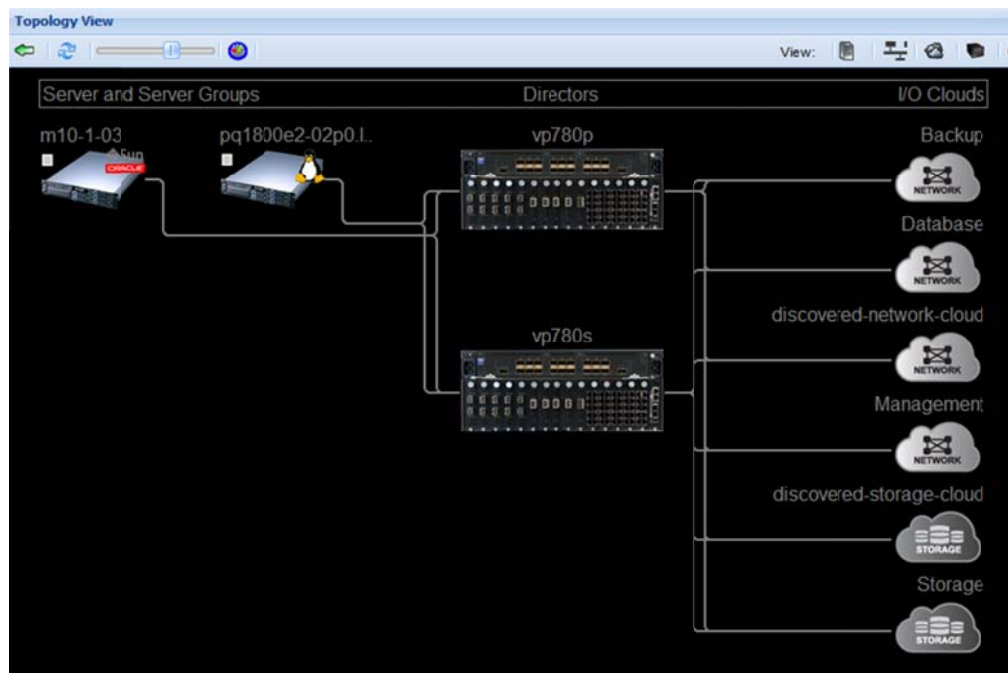 Topology View
View:
Server and Server Groups Directors I/O Clouds
m10-1-03 pq1800e2-02p0.l.. vp780p Backup
Sun
ORACLE
NETWORK
Database
NETWORK
discovered-network-cloud
vp780s
NETWORK
Management
NETWORK
discovered-storage-cloud
STORAGE
Storage
STORAGE